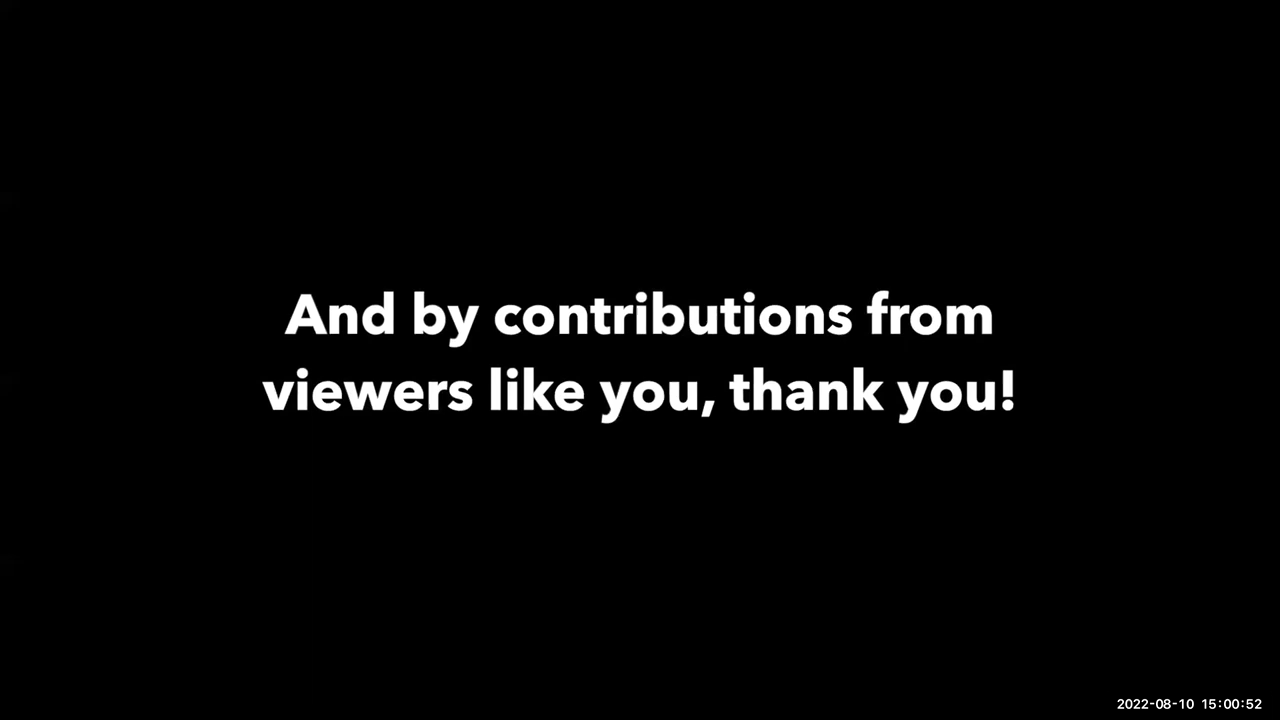 And by contributions from
viewers like you, thank you!
2022-08-10 15:00:52